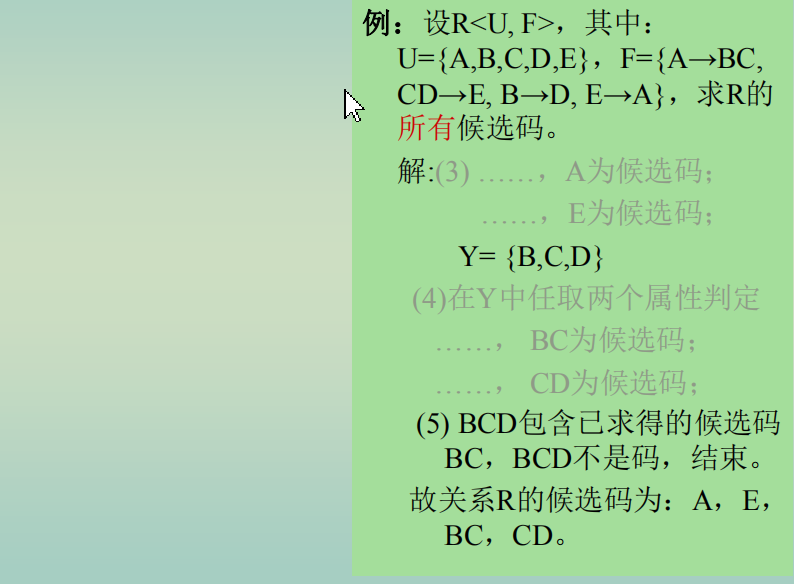 例：设R<U, F>，其中：
U={A,B,C,D,E}，F={A→BC,
CD→E, B→D, E→A}，求R的
所有候选码。
解:(3) ……，A为候选码；
……，E为候选码；
Y= {B,C,D}
(4)在Y中任取两个属性判定
……， BC为候选码；
……， CD为候选码；
(5) BCD包含已求得的候选码
BC，BCD不是码，结束。
故关系R的候选码为：A，E，
BC，CD。